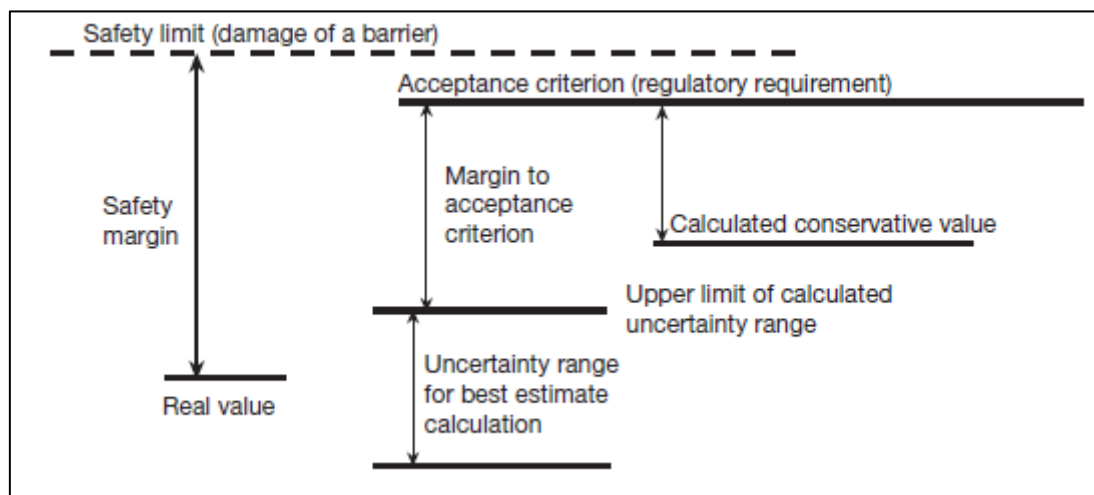 Safety limit (damage of a barrier)
Acceptance criterion (regulatory requirement)
Safety
margin
Margin to
acceptance
criterion
Calculated conservative value
Upper limit of calculated
uncertainty range
Uncertainty range
for best estimate
calculation
Real value